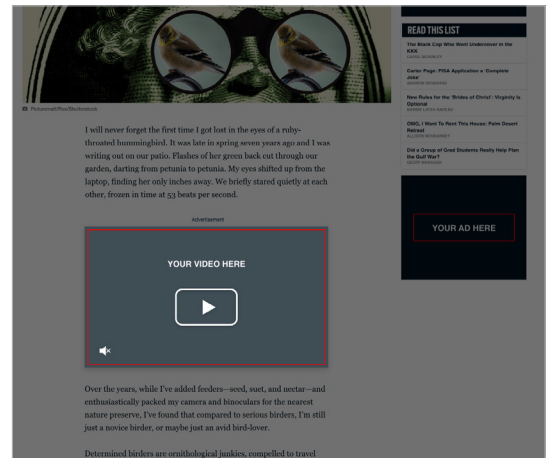 Picturemall/Rex/Shutterstock
I will never forget the first time I got lost in the eyes of a ruby-
throated hummingbird. It was late in spring seven years ago and I was
writing out on our patio. Flashes of her green back cut through our
garden, darting from petunia to petunia. My eyes shifted up from the
laptop, finding her only inches away. We briefly stared quietly at each
other, frozen in time at 53 beats per second.
Advertisement
YOUR VIDEO HERE
Over the years, while I've added feeders—seed, suet, and nectar—and
enthusiastically packed my camera and binoculars for the nearest
nature preserve, I've found that compared to serious birders, I'm still
just a novice birder, or maybe just an avid bird-lover.
Determined birders are ornithological junkies, compelled to travel
READ THIS LIST
The Black Cop Who Went Undercover in the
KKK
Carter Page: FISA Application a 'Complete
Joke'
New Rules for the 'Brides of Christ': Virginity Is
Optional
BARBIE LATZA NADEAU
OMG, I Want To Rent This House: Palm Desert
Retreat
ALLISON MCNEARNEY
Did a Group of Grad Students Really Help Plan
the Gulf War?
YOUR AD HERE